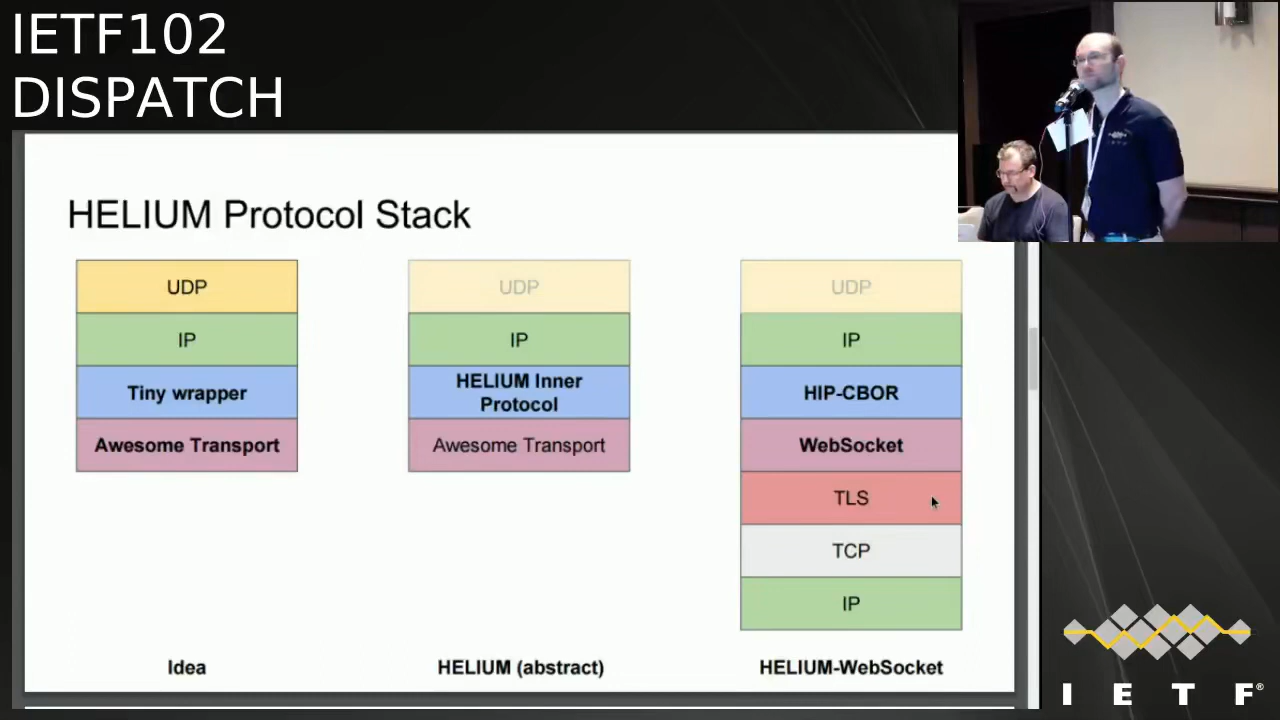 IETF102
DISPATCH
HELIUM Protocol Stack
UDP
IP
Tiny wrapper
Awesome Transport
Idea
UDP
IP
HELIUM Inner
Protocol
Awesome Transport
HELIUM (abstract)
UDP
IP
HIP-CBOR
WebSocket
TLS
TCP
IP
HELIUM-WebSocket
I E T F®